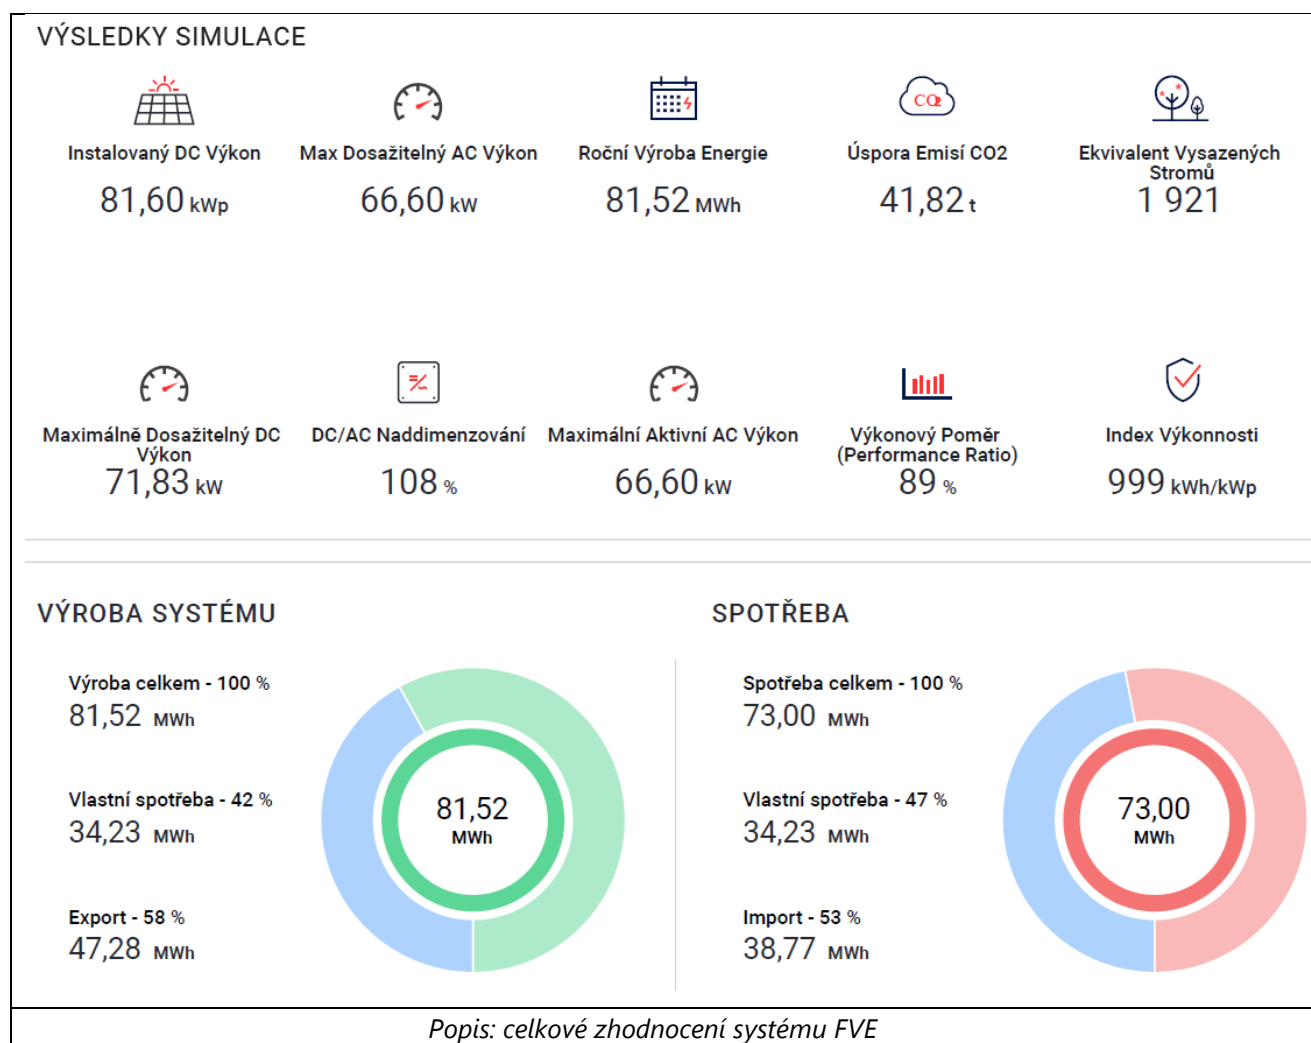 VÝSLEDKY SIMULACE
CO2
Instalovaný DC Výkon
81,60 kWp
Max Dosažitelný AC Výkon
66,60 kW
Roční Výroba Energie
81,52 MWh
Úspora Emisí CO2
41,82 t
Ekvivalent Vysazených
Stromů
1 921
Maximálně Dosažitelný DC
Výkon
71,83 kW
DC/AC Naddimenzování
108 %
Maximální Aktivní AC Výkon
66,60 kW
Výkonový Poměr
(Performance Ratio)
89 %
Index Výkonnosti
999 kWh/kWp
VÝROBA SYSTÉMU
Výroba celkem - 100 %
81,52 MWh
Vlastní spotřeba - 42 %
34,23 MWh
Export - 58 %
47,28 MWh
81,52
MWh
SPOTŘEBA
Spotřeba celkem - 100 %
73,00 MWh
Vlastní spotřeba - 47 %
34,23 MWh
Import - 53 %
38,77 MWh
73,00
MWh
Popis: celkové zhodnocení systému FVE